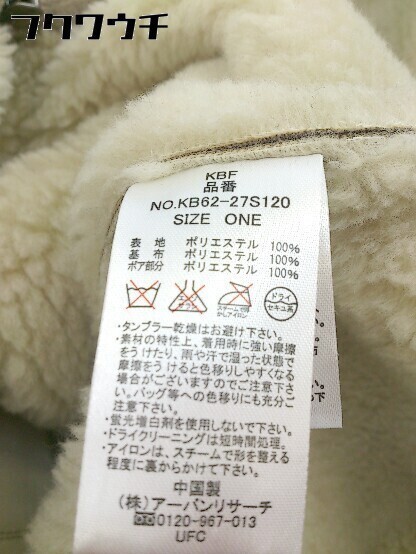 フクワウチ
KBF
品番
NO.KB62-27S120
SIZE ONE
表地 ポリエステル 100%
基布 ポリエステル 100%
ボア部分 ポリエステル 100%
ドライ
セキユ系
・タンブラー乾燥はお避け下さい。
・素材の特性上、着用時に強い摩擦
をうけたり、雨や汗で湿った状態で
摩擦をうけると色移りしやすくなる
場合がございますのでご注意下さ
い。バッグ等への色移りにも充分
ご注意下さい。
・蛍光増白剤を使用しないで下さい。
・ドライクリーニングは短時間処理。
・アイロンは、スチームで形を整える
程度に裏からかけて下さい。
中国製
(株)アーバンリサーチ
0120-967-013
UFC